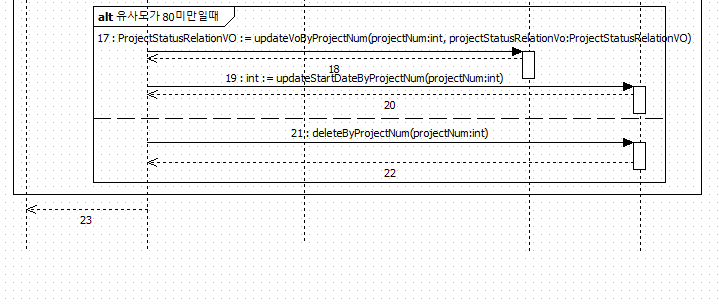 alt 유사도가 80미만일때
17 : ProjectStatusRelationVO := updateVoByProjectNum(projectNum:int, projectStatusRelationVo:ProjectStatusRelationVO)
18
19 : int := updateStartDateByProjectNum(projectNum:int)
20
21 : deleteByProjectNum(projectNum:int)
22
23